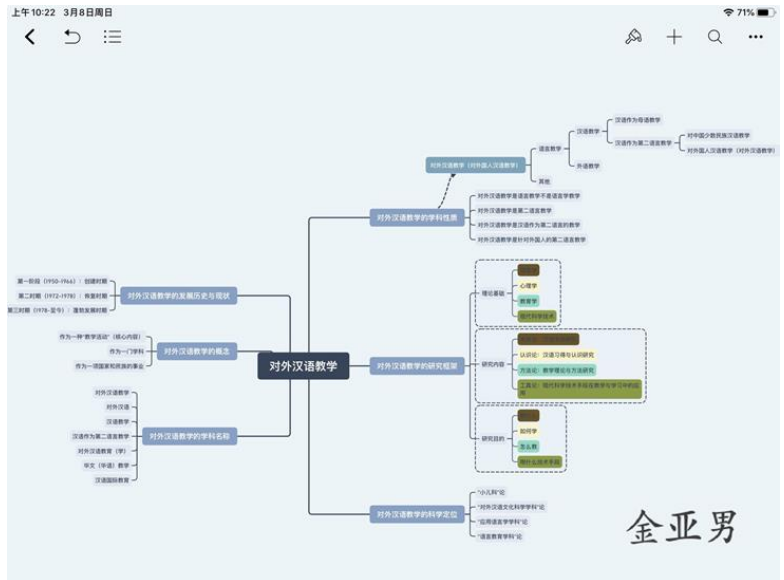 上午10:22 3月8日周日
71%
对外汉语教学
对外汉语教学的学科性质
对外汉语教学（对外国人汉语教学）
语言教学
汉语教学
汉语作为母语教学
汉语作为第二语言教学
对中国少数民族汉语教学
对外国人汉语教学（对外汉语教学）
外语教学
其他
对外汉语教学是语言教学不是语言学教学
对外汉语教学是第二语言教学
对外汉语教学是汉语作为第二语言的教学
对外汉语教学是针对外国人的第二语言教学
对外汉语教学的研究框架
理论基础
心理学
教育学
现代科学技术
研究内容
认识论：汉语习得与认识研究
方法论：教学理论与方法研究
工具论：现代科学技术手段在教学与学习中的应
用
研究目的
如何学
怎么教
用什么技术手段
对外汉语教学的科学定位
“小儿科”论
“对外汉语文化科学学科”论
“应用语言学学科”论
“语言教育学科”论
对外汉语教学的发展历史与现状
第一阶段（1950-1966）：创建时期
第二时期（1972-1978）：恢复时期
第三时期（1978-至今）：蓬勃发展时期
对外汉语教学的概念
作为一种“教学活动”（核心内容）
作为一门学科
作为一项国家和民族的事业
对外汉语教学的学科名称
对外汉语教学
对外汉语
汉语教学
汉语作为第二语言教学
对外汉语教育（学）
华文（华语）教学
汉语国际教育
金亚男